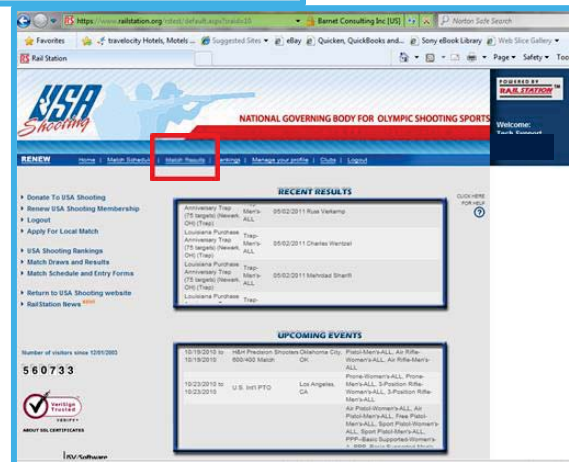 https://www.railstation.org/rstest/default.aspx?rasid=10
Barnet Consulting Inc [US]
Norton Safe Search
Favorites
travelocity Hotels, Motels ...
Suggested Sites
eBay
Quicken, QuickBooks and...
Sony eBook Library
Web Slice Gallery
Rail Station
Page
Safety
USA
Shooting
NATIONAL GOVERNING BODY FOR OLYMPIC SHOOTING SPORTS
POWERED BY
RAIL STATION
TM
Welcome:
Tech Support
RENEW
Home | Match Schedule | Match Results | Rankings | Manage your profile | Clubs | Logout
Donate To USA Shooting
Renew USA Shooting Membership
Logout
Apply For Local Match
USA Shooting Rankings
Match Draws and Results
Match Schedule and Entry Forms
Return to USA Shooting website
RailStation News NEW!
Number of visitors since 12/01/2003
560733
VeriSign
Trusted
VERIFY
ABOUT SSL CERTIFICATES
ISV/Software
RECENT RESULTS
CLICK HERE
FOR HELP
?
Anniversary Trap
(75 targets) (Newark,
OH) (Trap)
Men's-
ALL
05/02/2011 Russ Varkamp
Louisiana Purchase
Anniversary Trap
(75 targets) (Newark,
OH) (Trap)
Trap-
Men's-
ALL
05/02/2011 Charles Wentzel
Louisiana Purchase
Anniversary Trap
(75 targets) (Newark,
OH) (Trap)
Trap-
Men's-
ALL
05/02/2011 Mehrdad Sharifi
Louisiana Purchase
Trap-
UPCOMING EVENTS
10/19/2010 to
10/19/2010
H&H Precision Shooters
600/400 Match
Oklahoma City,
OK
Pistol-Men's-ALL, Air Rifle-
Women's-ALL, Air Rifle-Men's-
ALL
10/23/2010 to
10/23/2010
U.S. Int'l PTO
Los Angeles,
CA
Prone-Women's-ALL, Prone-
Men's-ALL, 3-Position Rifle-
Women's-ALL, 3-Position Rifle-
Men's-ALL
Air Pistol-Women's-ALL, Air
Pistol-Men's-ALL, Free Pistol-
Men's-ALL, Sport Pistol-Women's-
ALL, Sport Pistol-Men's-ALL,
PPP-Basic Supported-Women's-